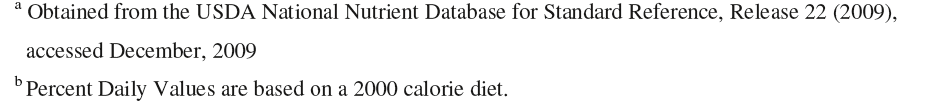 a Obtained from the USDA National Nutrient Database for Standard Reference, Release 22 (2009),
accessed December, 2009
b Percent Daily Values are based on a 2000 calorie diet.